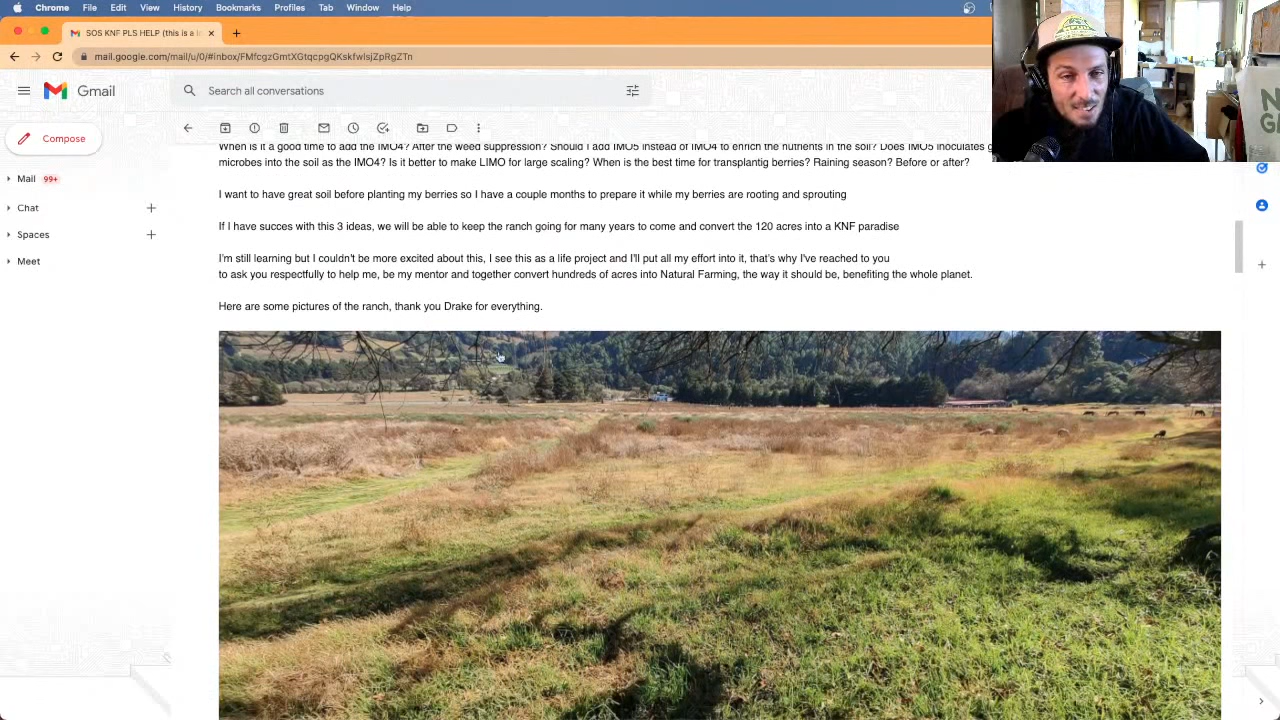 Chrome File Edit View History Bookmarks Profiles Tab Window Help
SOS KNF PLS HELP (this is a l
mail.google.com/mail/u/0/#inbox/FMfcgzGmtXGtqcpgQKskfwlsjZpRgZTn
Gmail
Search all conversations
Compose
When is it a good time to add the IMO4? After the weed suppression? Should I add IMO5 instead of IMO4 to enrich the nutrients in the soil? Does IMO5 inoculates
microbes into the soil as the IMO4? Is it better to make LIMO for large scaling? When is the best time for transplantig berries? Raining season? Before or after?
Mail 99+
I want to have great soil before planting my berries so I have a couple months to prepare it while my berries are rooting and sprouting
Chat
If I have succes with this 3 ideas, we will be able to keep the ranch going for many years to come and convert the 120 acres into a KNF paradise
Spaces
I'm still learning but I couldn't be more excited about this, I see this as a life project and I'll put all my effort into it, that's why I've reached to you
Meet
to ask you respectfully to help me, be my mentor and together convert hundreds of acres into Natural Farming, the way it should be, benefiting the whole planet.
Here are some pictures of the ranch, thank you Drake for everything.